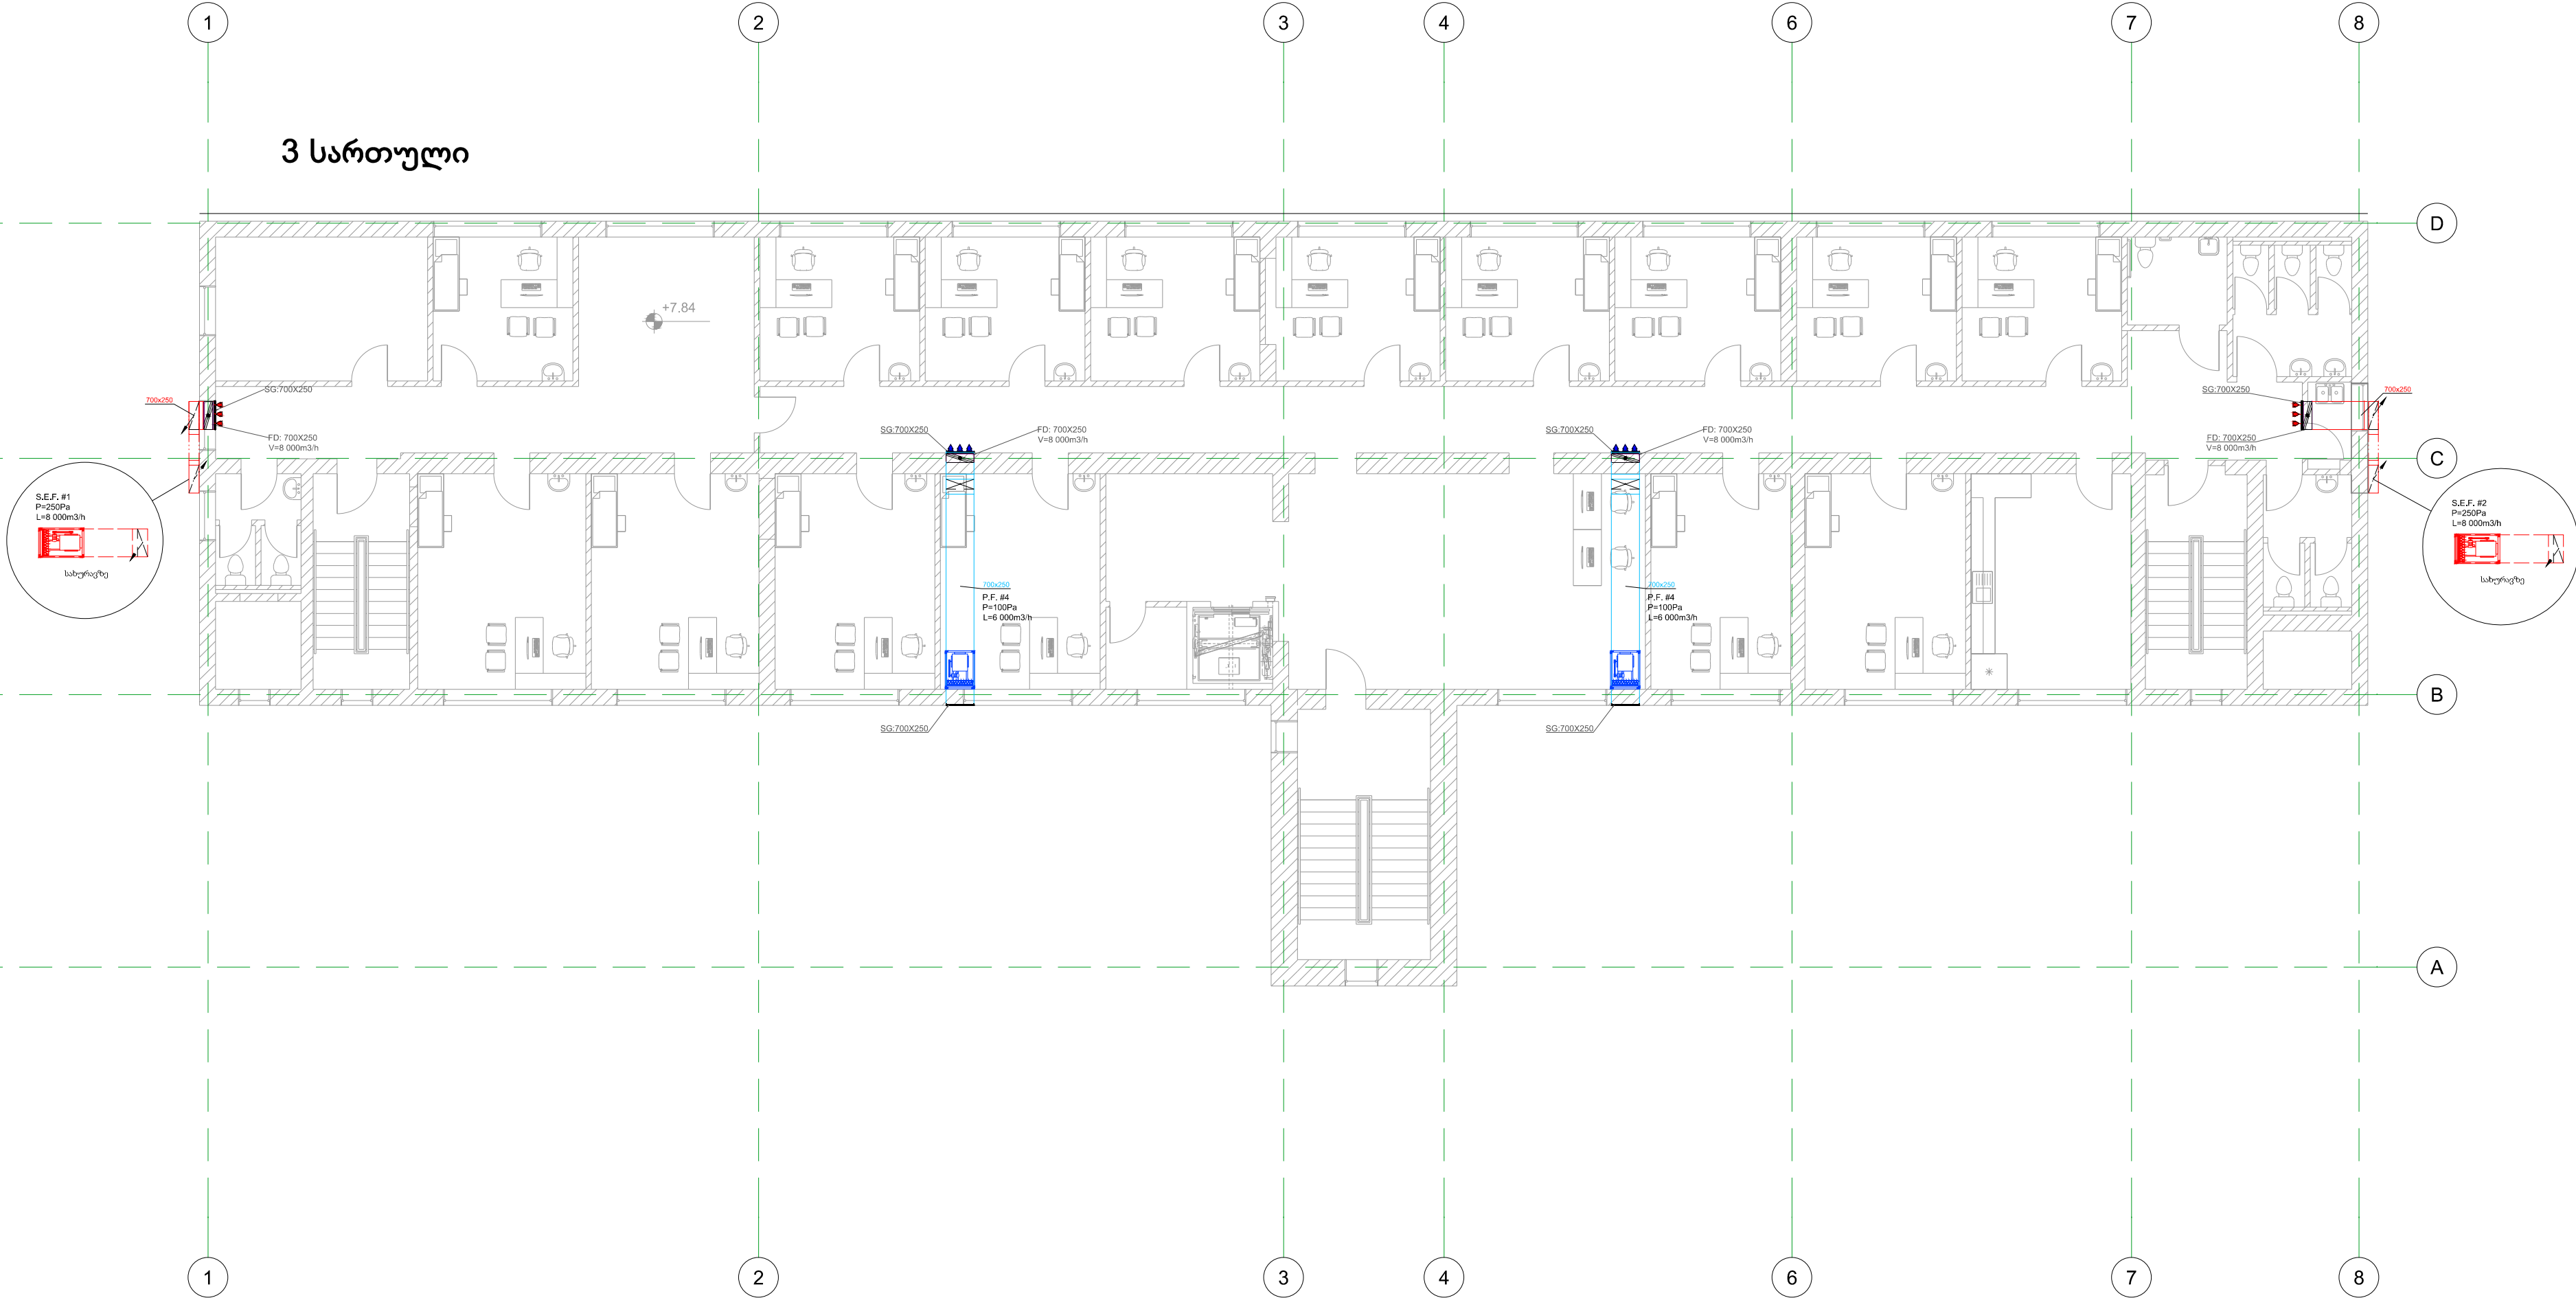 1 2 3 4 6 7 8
3 სართული
D
+7.84
SG:700X250
700x250
FD: 700X250
V=8 000m3/h
SG:700X250
FD: 700X250
V=8 000m3/h
SG:700X250
FD: 700X250
V=8 000m3/h
SG:700X250
700x250
FD: 700X250
V=8 000m3/h
C
S.E.F. #1
P=250Pa
L=8 000m3/h
სახურავზე
S.E.F. #2
P=250Pa
L=8 000m3/h
სახურავზე
700x250
P.F. #4
P=100Pa
L=6 000m3/h
700x250
P.F. #4
P=100Pa
L=6 000m3/h
B
SG:700X250
SG:700X250
A
1 2 3 4 6 7 8